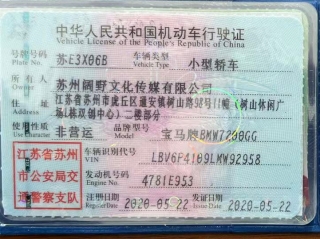 中华人民共和国机动车行驶证
Vehicle License of the People's Republic of China
号牌号码 Plate No. 苏E3X06B 车辆类型 Vehicle Type 小型轿车
所有人 Owner 苏州阔野文化传媒有限公司
住址 江苏省苏州市虎丘区通安镇树山路98号11幢（树山休闲广场(栋双创中心）二楼部分
使用性质 Use Character 非营运 品牌型号 Model 宝马牌BMW7200GG
江苏省苏州市公安局交通警察支队
车辆识别代号 VIN LBV6P4109LMW92958
发动机号码 Engine No. 4781E953
注册日期 Register Date 2020-05-22 发证日期 Issue Date 2020-05-22